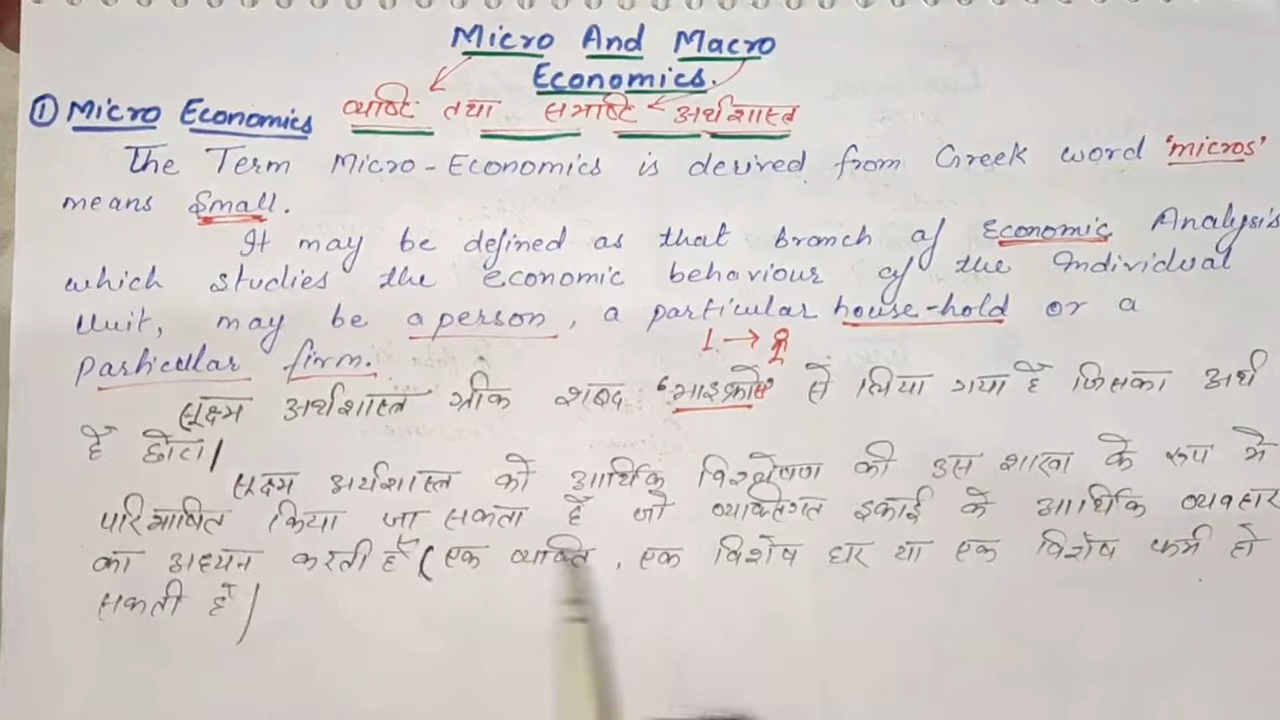 Micro And Macro
Economics.
व्यष्टि तथा समष्टि अर्थशास्त्र
① Micro Economics
The Term Micro-Economics is derived from Greek word 'micros'
means Small.
It may be defined as that branch of Economic Analysis
which studies the economic behaviour of the Individual
Unit, may be a person, a particular house-hold or a
particular firm.
सूक्ष्म अर्थशास्त्र ग्रीक शब्द 'माइक्रोस' से लिया गया है जिसका अर्थ
है छोटा।
सूक्ष्म अर्थशास्त्र को आर्थिक विश्लेषण की उस शाखा के रूप में
परिभाषित किया जा सकता है जो व्यक्तिगत इकाई के आर्थिक व्यवहार
का अध्यन करती है (एक व्यक्ति, एक विशेष घर या एक विशेष फर्म हो
सकती है।